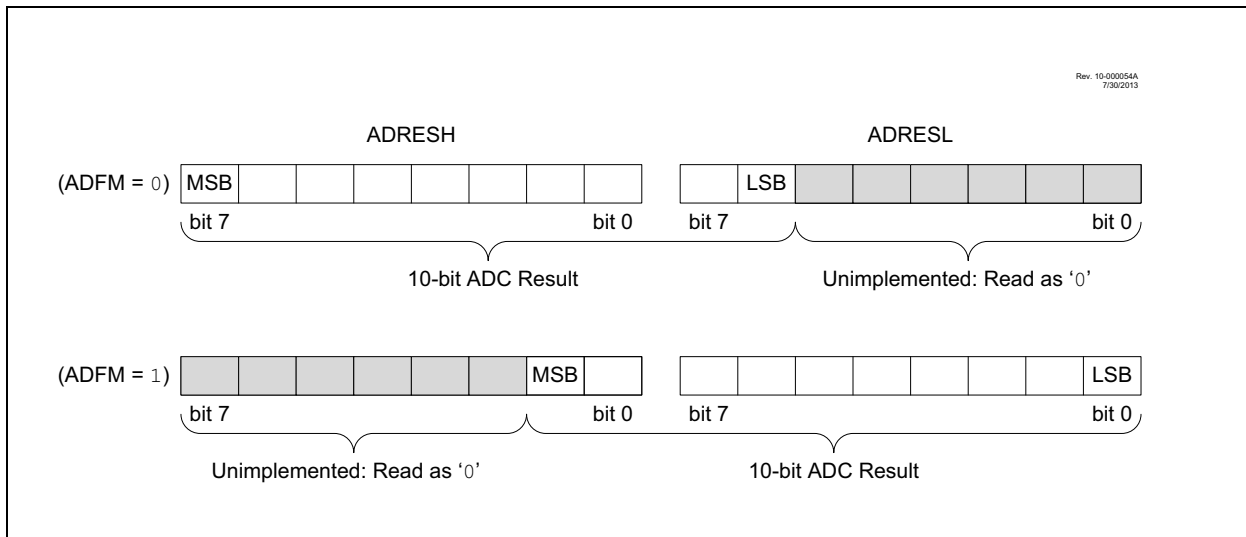 Rev. 10-000054A
7/30/2013
ADRESH ADRESL
(ADFM = 0) MSB LSB
bit 7 bit 0 bit 7 bit 0
10-bit ADC Result Unimplemented: Read as ‘0’
(ADFM = 1) MSB LSB
bit 7 bit 0 bit 7 bit 0
Unimplemented: Read as ‘0’ 10-bit ADC Result